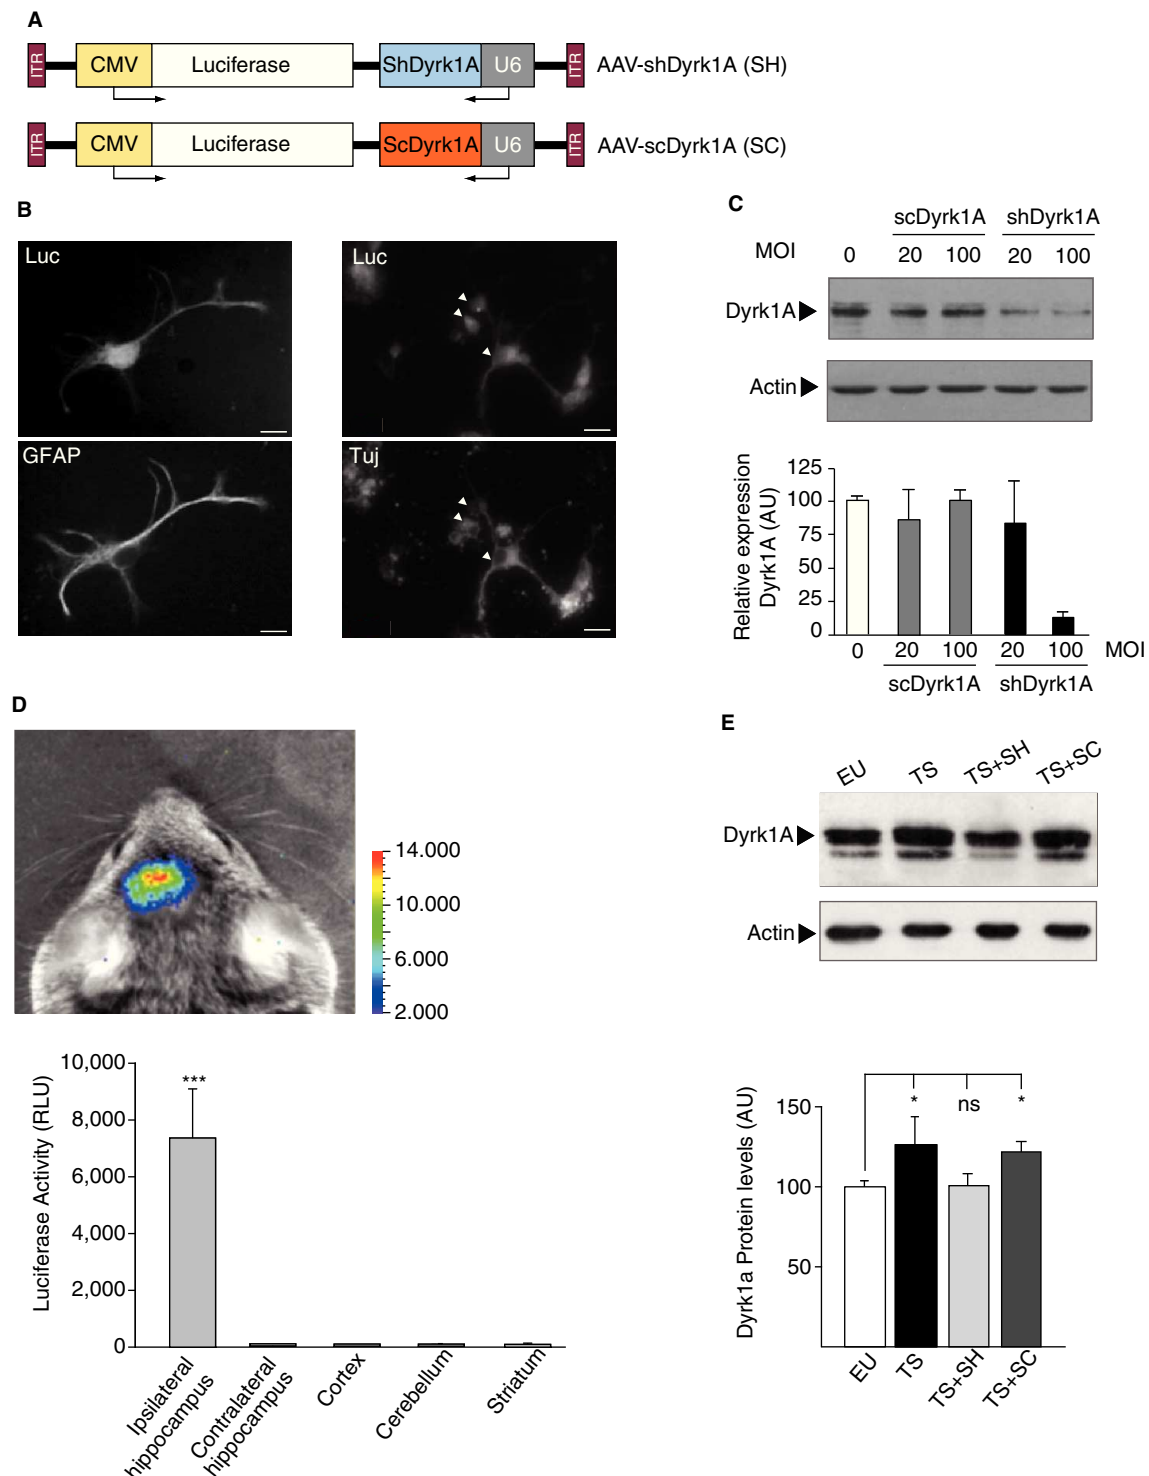 A
ITR CMV Luciferase ShDyrk1A U6 ITR AAV-shDyrk1A (SH)
ITR CMV Luciferase ScDyrk1A U6 ITR AAV-scDyrk1A (SC)
B
Luc
Luc
GFAP
Tuj
C
scDyrk1A shDyrk1A
MOI 0 20 100 20 100
Dyrk1A
Actin
Relative expression
Dyrk1A (AU)
125
100
75
50
25
0
0 20 100 20 100 MOI
scDyrk1A shDyrk1A
D
14.000
10.000
6.000
2.000
Luciferase Activity (RLU)
10,000
8,000
6,000
4,000
2,000
0
***
Ipsilateral
hippocampus
Contralateral
hippocampus
Cortex
Cerebellum
Striatum
E
EU TS TS+SH TS+SC
Dyrk1A
Actin
Dyrk1a Protein levels (AU)
150
100
50
* ns *
EU TS TS+SH TS+SC